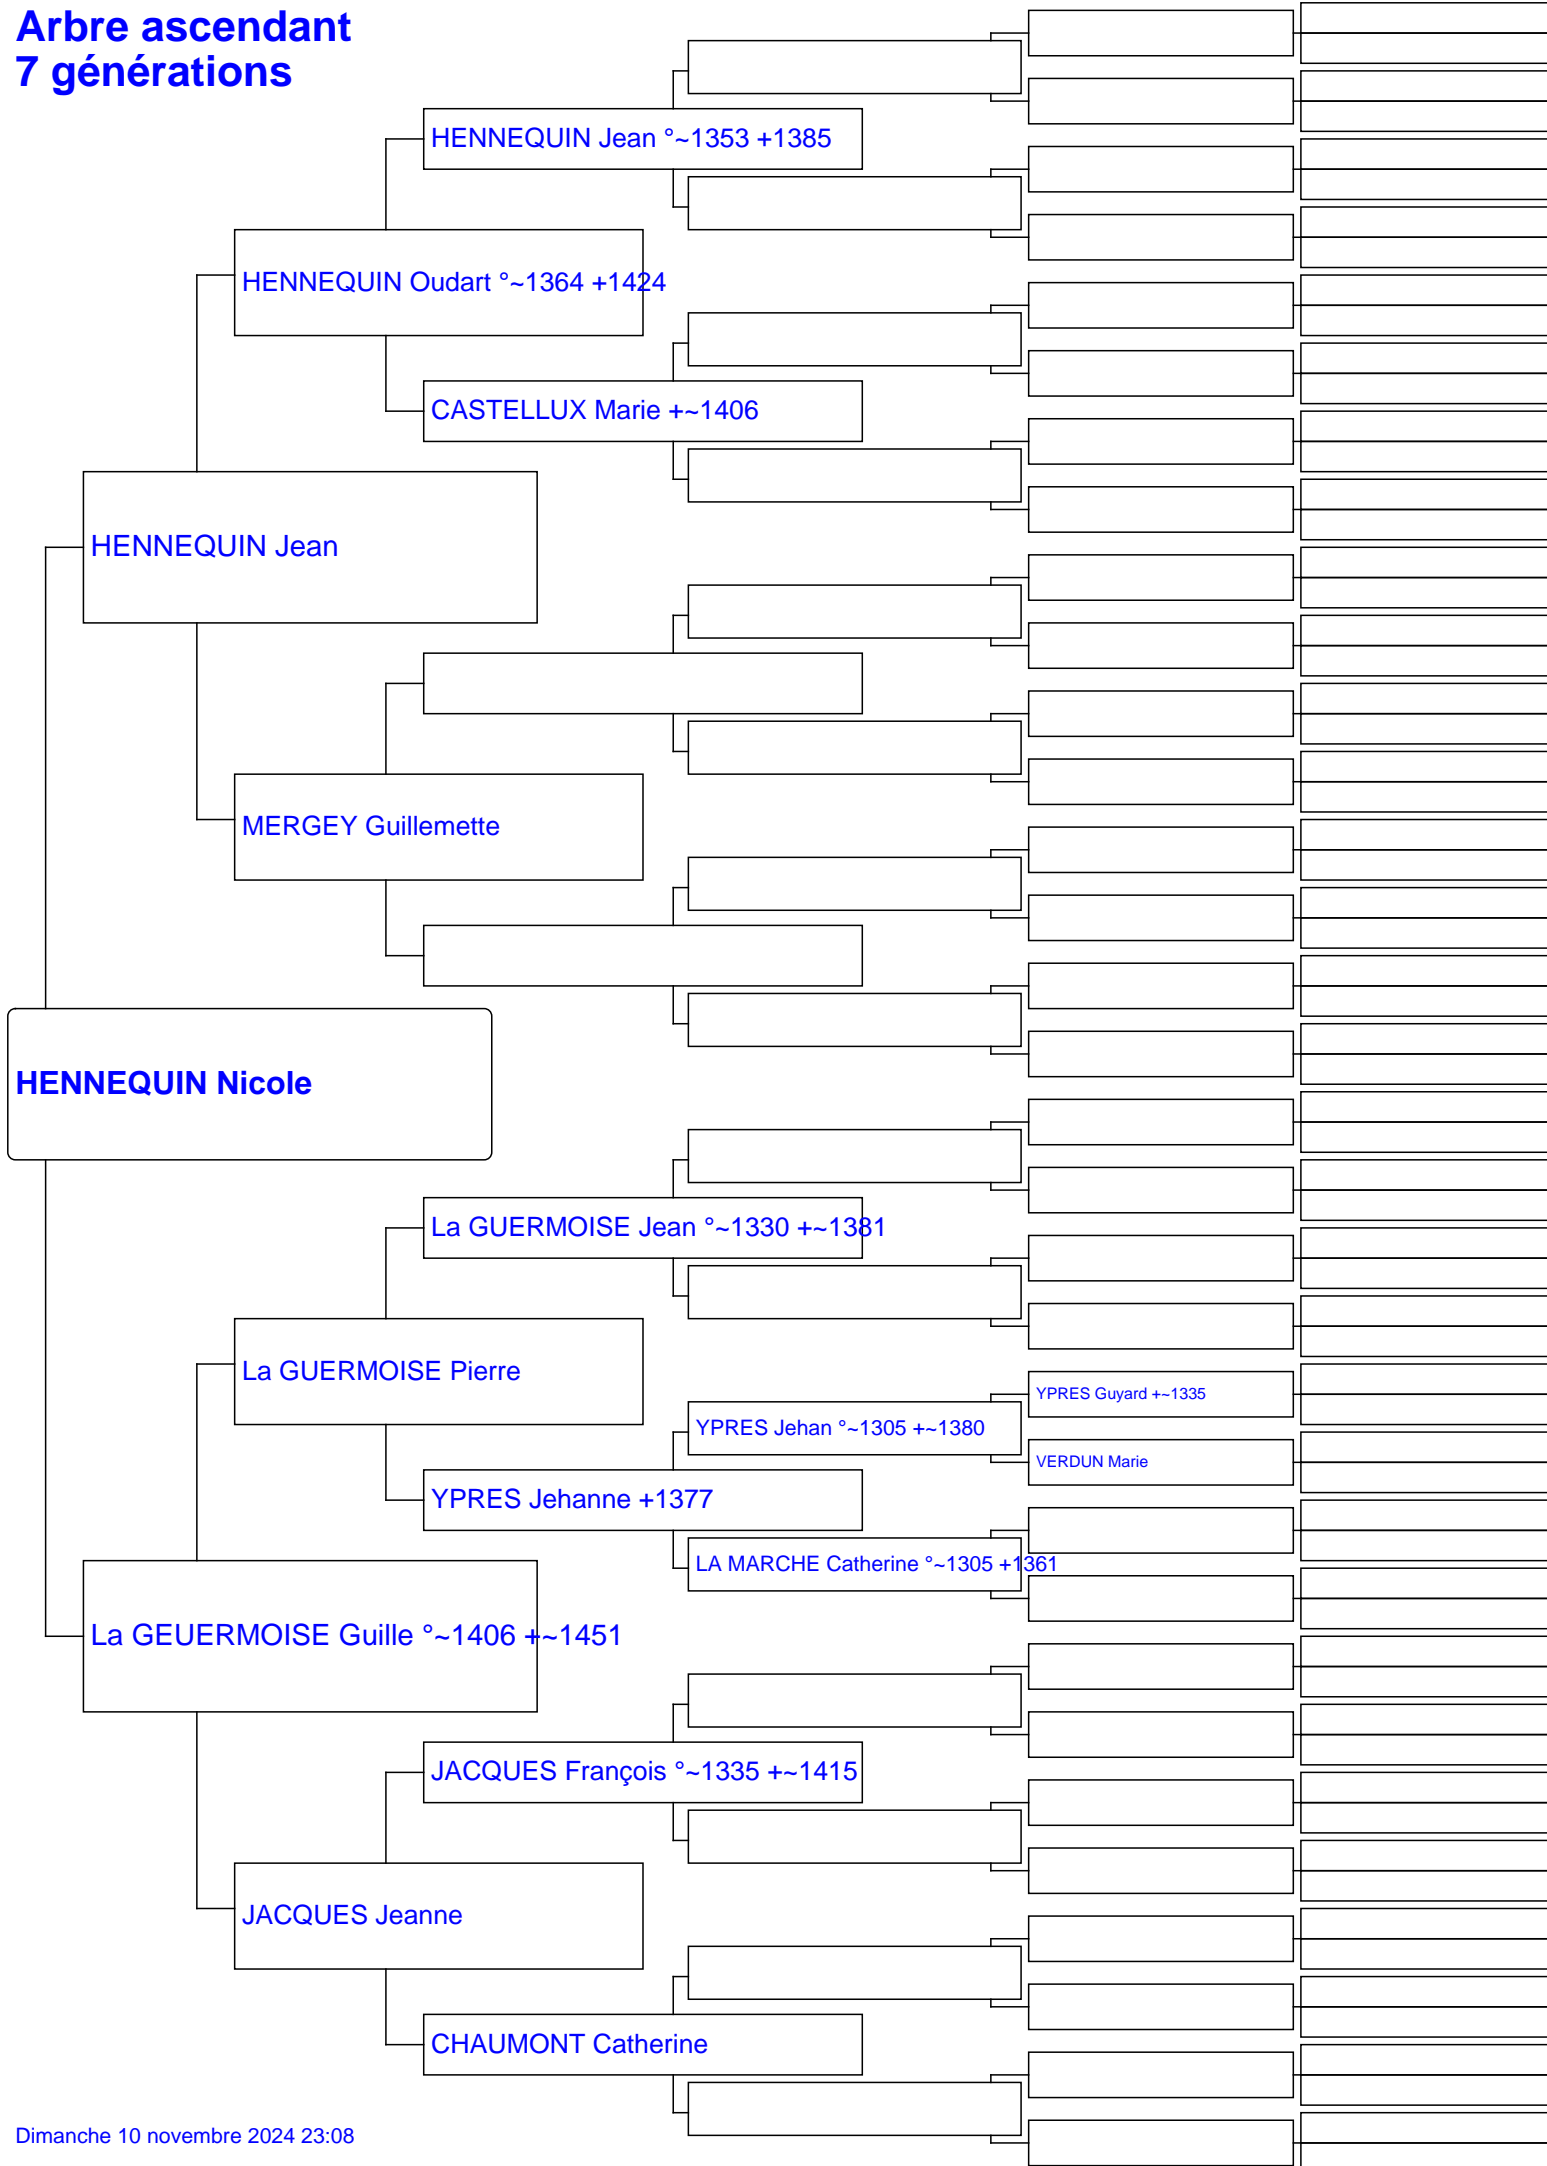 Arbre ascendant
7 générations
HENNEQUIN Jean °~1353 +1385
HENNEQUIN Oudart °~1364 +1424
CASTELLUX Marie +~1406
HENNEQUIN Jean
MERGEY Guillemette
HENNEQUIN Nicole
La GUERMOISE Jean °~1330 +~1381
La GUERMOISE Pierre
YPRES Guyard +~1335
YPRES Jehan °~1305 +~1380
VERDUN Marie
YPRES Jehanne +1377
LA MARCHE Catherine °~1305 +1361
La GEUERMOISE Guille °~1406 +~1451
JACQUES François °~1335 +~1415
JACQUES Jeanne
CHAUMONT Catherine
Dimanche 10 novembre 2024 23:08